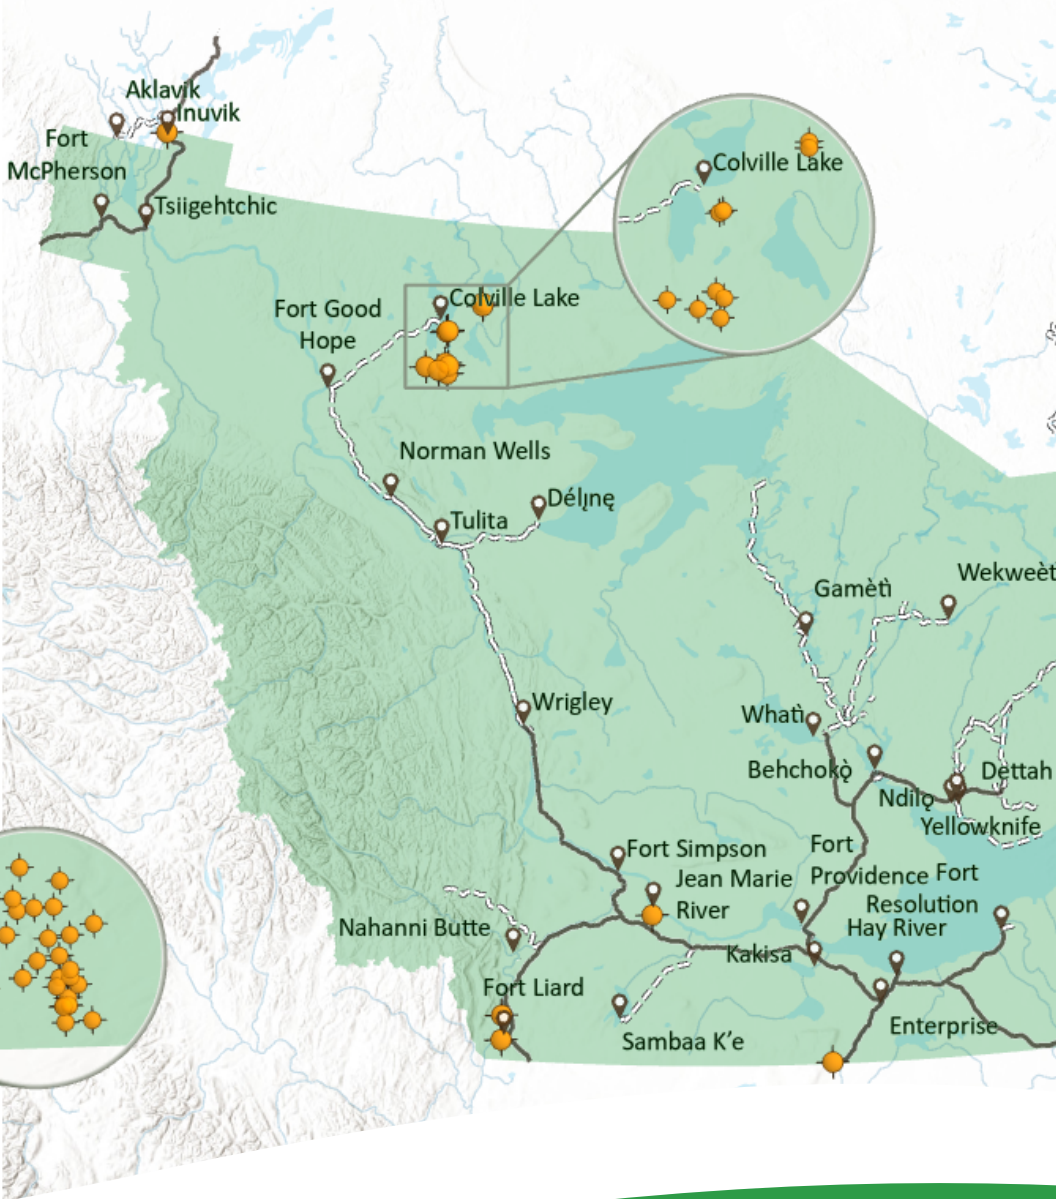 Aklavik
Inuvik
Fort
McPherson
Tsiigehtchic
Colville Lake
Fort Good
Hope
Colville Lake
Norman Wells
Délı̨nę
Tulita
Gamètì
Wekweèt
Wrigley
Whatì
Behchokǫ̀
Dettah
Ndilǫ
Yellowknife
Fort
Providence
Fort Simpson
Jean Marie
River
Fort
Resolution
Hay River
Nahanni Butte
Kakisa
Fort Liard
Enterprise
Sambaa K’e